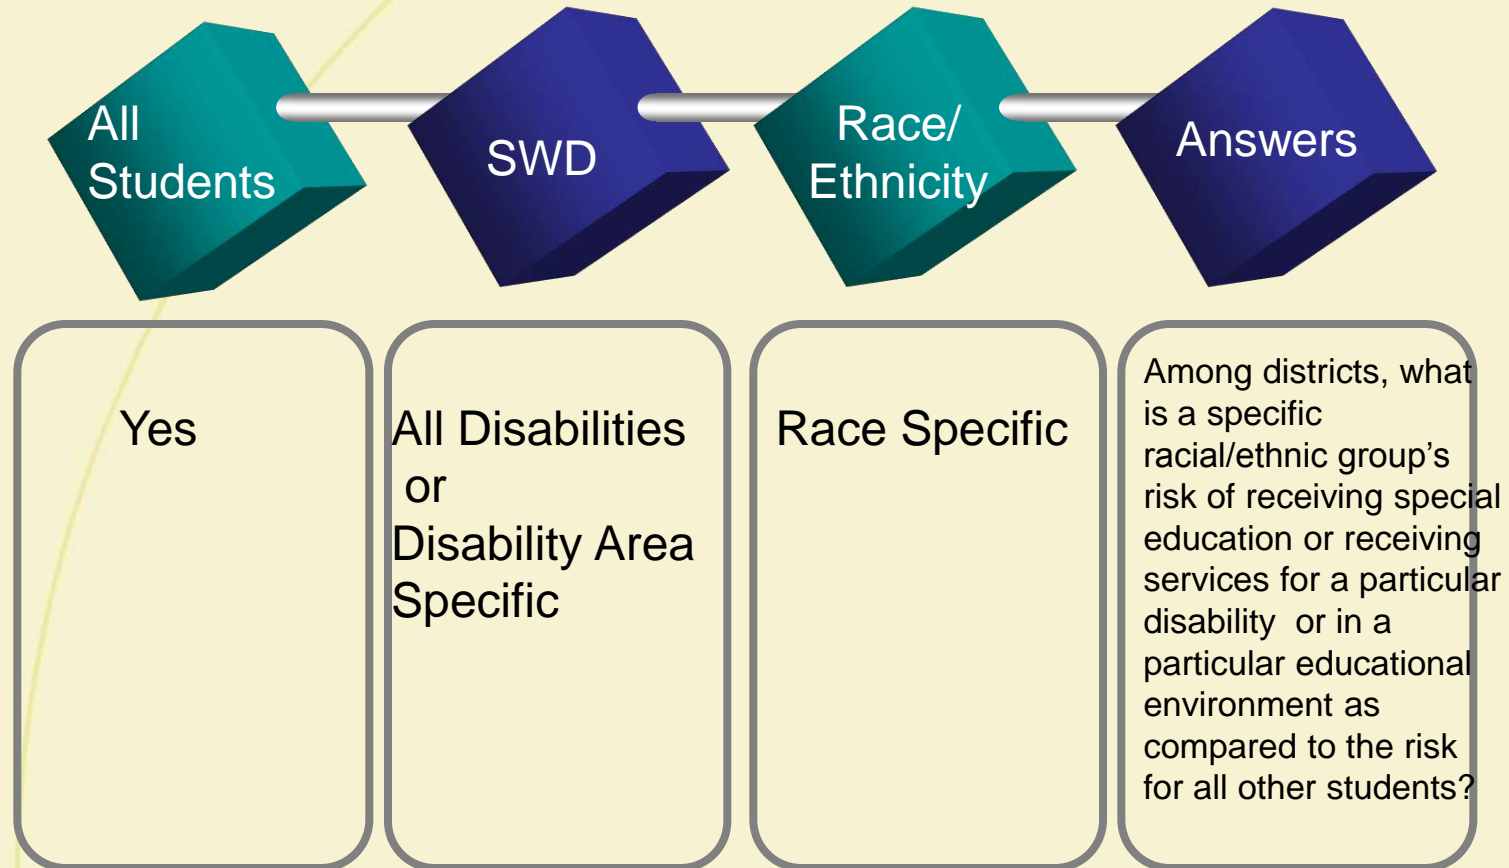 All
Students
SWD
Race/
Ethnicity
Answers
Yes
All Disabilities
or
Disability Area
Specific
Race Specific
Among districts, what
is a specific
racial/ethnic group’s
risk of receiving special
education or receiving
services for a particular
disability  or in a
particular educational
environment as
compared to the risk
for all other students?